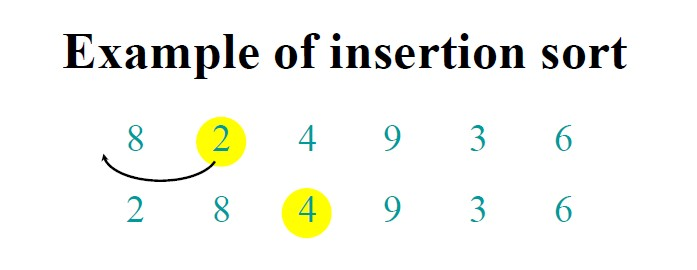 Example of insertion sort
8 2 4 9 3 6
2 8 4 9 3 6